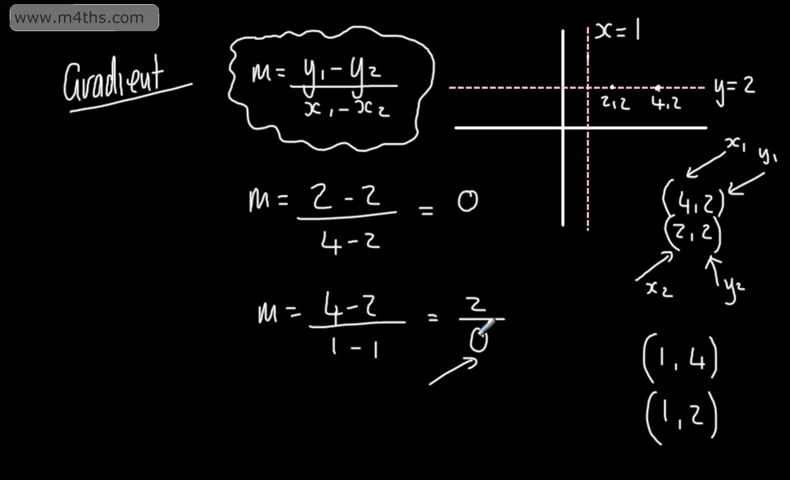 www.m4ths.com
Gradient
m = y₁ - y₂ / x₁ - x₂
x = 1
y = 2
2,2 4,2
x₁ y₁
(4,2)
(2,2)
x₂ y₂
m = 2 - 2 / 4 - 2 = 0
m = 4 - 2 / 1 - 1 = 2 / 0
(1,4)
(1,2)